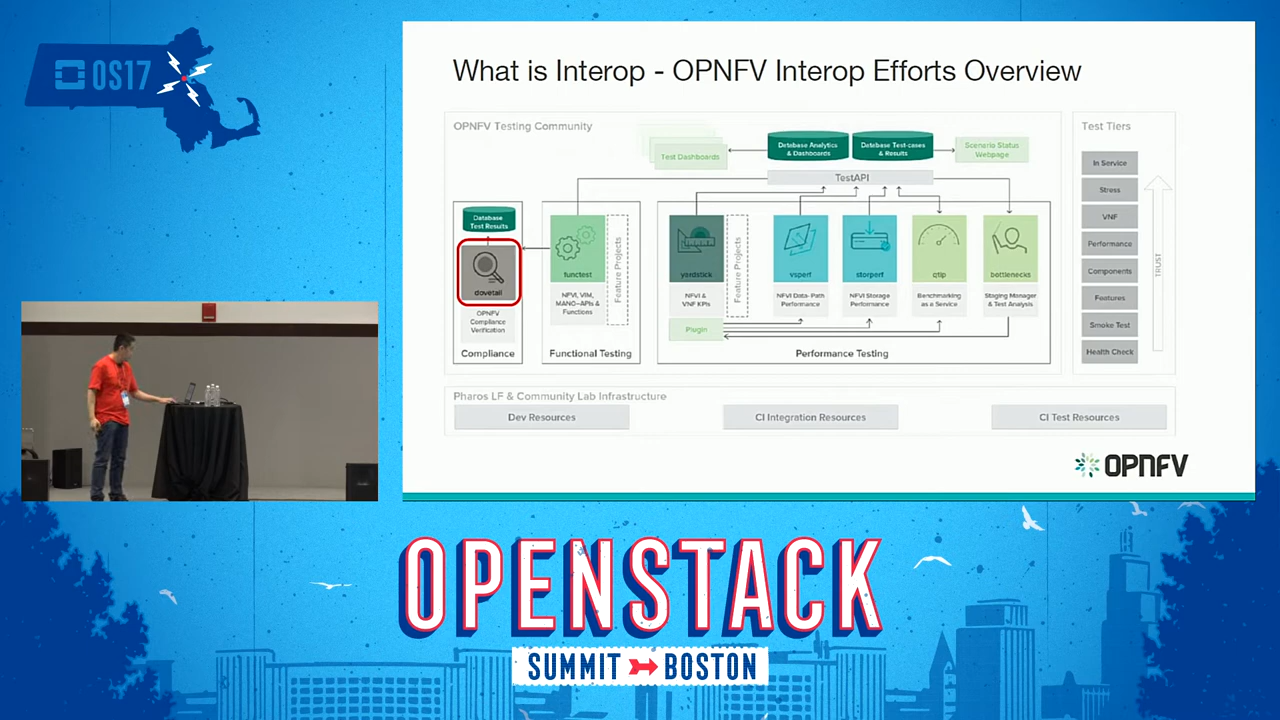 OS17
What is Interop - OPNFV Interop Efforts Overview
OPNFV Testing Community
Test Dashboards
Database Analytics
& Dashboards
Database Test-cases
& Results
Scenario Status
Webpage
TestAPI
Database
Test Results
dovetail
OPNFV
Compliance
Verification
Compliance
functest
NFVI, VIM,
MANO-APIs &
Functions
Feature Projects
Functional Testing
yardstick
NFVI &
VNF KPIs
Feature Projects
Plugin
vsperf
NFVI Data-Path
Performance
storperf
NFVI Storage
Performance
qtip
Benchmarking
as a Service
bottlenecks
Staging Manager
& Test Analysis
Performance Testing
Test Tiers
In Service
Stress
VNF
Performance
Components
Features
Smoke Test
Health Check
TRUST
Pharos LF & Community Lab Infrastructure
Dev Resources
CI Integration Resources
CI Test Resources
OPNFV
OPENSTACK
SUMMIT BOSTON